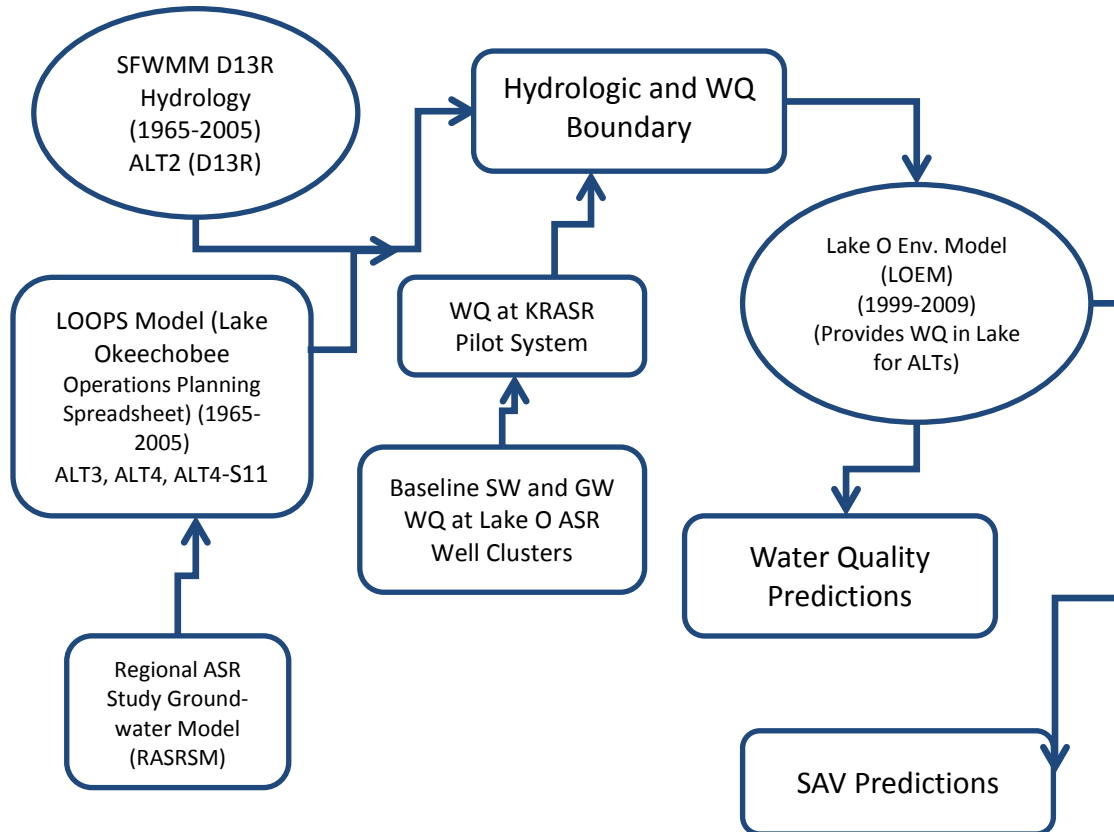 SFWMM D13R
Hydrology
(1965-2005)
ALT2 (D13R)
Hydrologic and WQ
Boundary
LOOPS Model (Lake
Okeechobee
Operations Planning
Spreadsheet) (1965-
2005)
ALT3, ALT4, ALT4-S11
WQ at KRASR
Pilot System
Lake O Env. Model
(LOEM)
(1999-2009)
(Provides WQ in Lake
for ALTs)
Baseline SW and GW
WQ at Lake O ASR
Well Clusters
Water Quality
Predictions
Regional ASR
Study Ground-
water Model
(RASRSM)
SAV Predictions